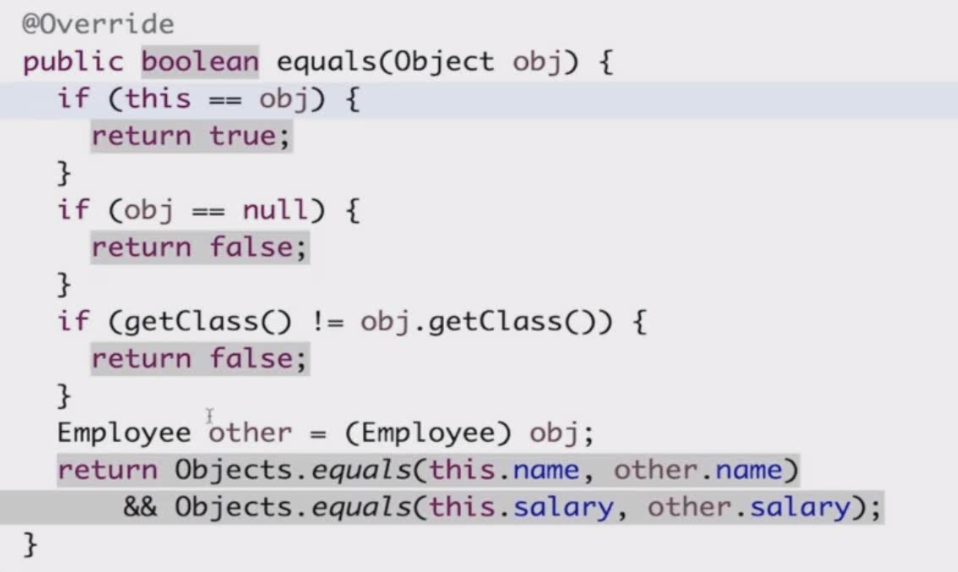 @Override
public boolean equals(Object obj) {
if (this == obj) {
return true;
}
if (obj == null) {
return false;
}
if (getClass() != obj.getClass()) {
return false;
}
Employee other = (Employee) obj;
return Objects.equals(this.name, other.name)
&& Objects.equals(this.salary, other.salary);
}